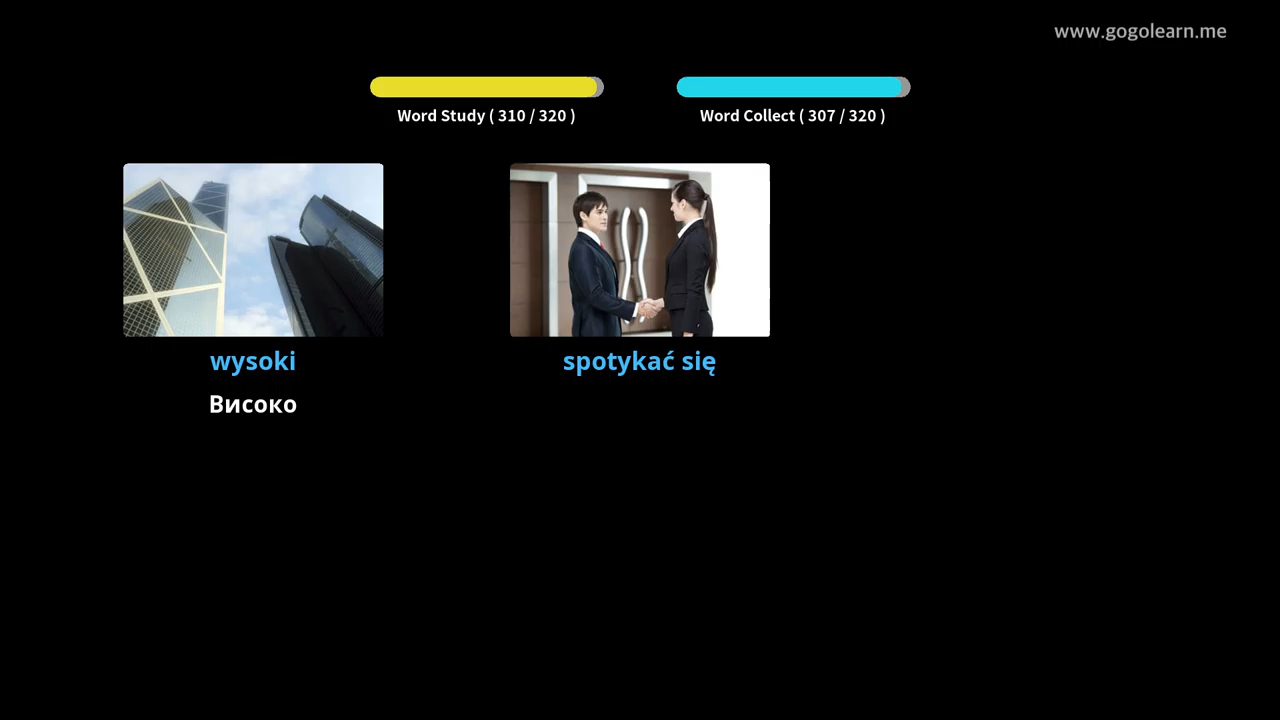 www.gogolearn.me
Word Study ( 310 / 320 )
Word Collect ( 307 / 320 )
wysoki
spotykać się
Високо